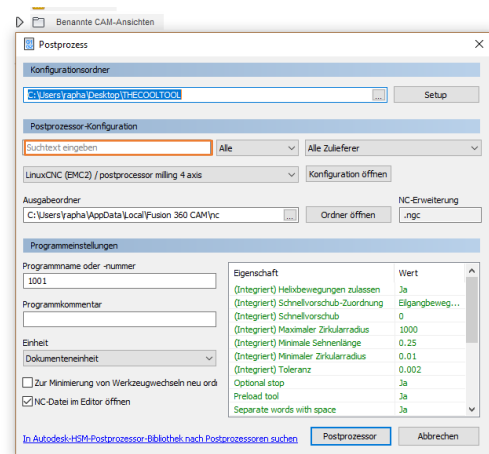 Benannte CAM-Ansichten
Postprozess
Konfigurationsordner
C:\Users\rapha\Desktop\THECOOLTOOL ... Setup
Postprozessor-Konfiguration
Suchtext eingeben Alle Alle Zulieferer
LinuxCNC (EMC2) / postprocessor milling 4 axis Konfiguration öffnen
Ausgabeordner NC-Erweiterung
C:\Users\rapha\AppData\Local\Fusion 360 CAM\nc ... Ordner öffnen .ngc
Programmeinstellungen
Programmname oder -nummer
1001
Programmkommentar
Einheit
Dokumenteneinheit
Zur Minimierung von Werkzeugwechseln neu ordn
NC-Datei im Editor öffnen
Eigenschaft Wert
(Integriert) Helixbewegungen zulassen Ja
(Integriert) Schnellvorschub-Zuordnung Eilgangbeweg...
(Integriert) Schnellvorschub 0
(Integriert) Maximaler Zirkularradius 1000
(Integriert) Minimale Sehnenlänge 0.25
(Integriert) Minimaler Zirkularradius 0.01
(Integriert) Toleranz 0.002
Optional stop Ja
Preload tool Ja
Separate words with space Ja
In Autodesk-HSM-Postprozessor-Bibliothek nach Postprozessoren suchen Postprozessor Abbrechen